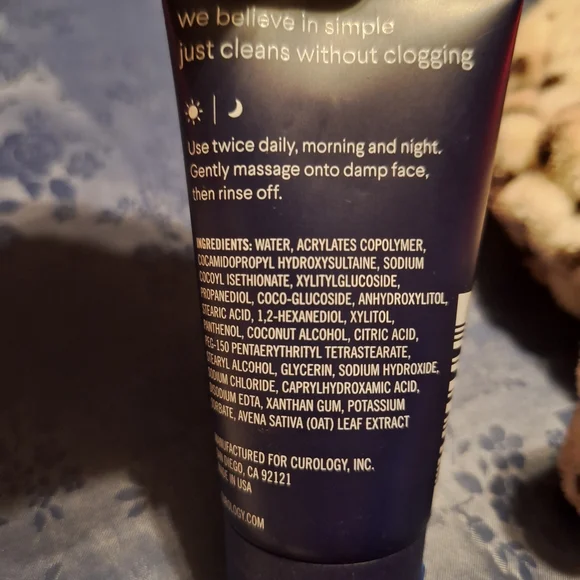 we believe in simple
just cleans without clogging
Use twice daily, morning and night.
Gently massage onto damp face,
then rinse off.
INGREDIENTS: WATER, ACRYLATES COPOLYMER,
COCAMIDOPROPYL HYDROXYSULTAINE, SODIUM
COCOYL ISETHIONATE, XYLITYLGLUCOSIDE,
PROPANEDIOL, COCO-GLUCOSIDE, ANHYDROXYLITOL,
STEARIC ACID, 1,2-HEXANEDIOL, XYLITOL,
PANTHENOL, COCONUT ALCOHOL, CITRIC ACID,
PEG-150 PENTAERYTHRITYL TETRASTEARATE,
STEARYL ALCOHOL, GLYCERIN, SODIUM HYDROXIDE,
SODIUM CHLORIDE, CAPRYLHYDROXAMIC ACID,
DISODIUM EDTA, XANTHAN GUM, POTASSIUM
SORBATE, AVENA SATIVA (OAT) LEAF EXTRACT
MANUFACTURED FOR CUROLOGY, INC.
SAN DIEGO, CA 92121
MADE IN USA
CUROLOGY.COM